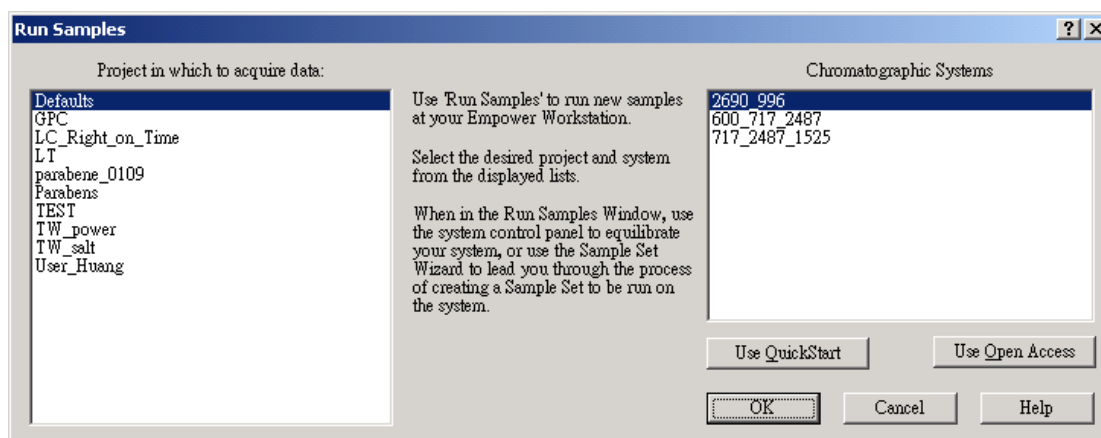 Run Samples
Project in which to acquire data:
Defaults
GPC
LC_Right_on_Time
LT
parabene_0109
Parabens
TEST
TW_power
TW_salt
User_Huang
Use 'Run Samples' to run new samples
at your Empower Workstation.
Select the desired project and system
from the displayed lists.
When in the Run Samples Window, use
the system control panel to equilibrate
your system, or use the Sample Set
Wizard to lead you through the process
of creating a Sample Set to be run on
the system.
Chromatographic Systems
2690_996
600_717_2487
717_2487_1525
Use QuickStart
Use Open Access
OK
Cancel
Help